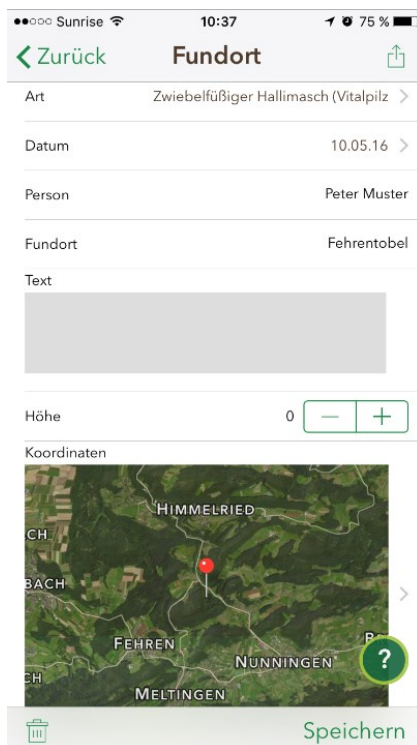 Sunrise 10:37 75 %
Zurück Fundort
Art Zwiebelfüßiger Hallimasch (Vitalpilz
Datum 10.05.16
Person Peter Muster
Fundort Fehrentobel
Text
Höhe 0 − +
Koordinaten
HIMMELRIED
CH
BACH
FEHREN
NUNNINGEN
?
CH
MELTINGEN
Speichern